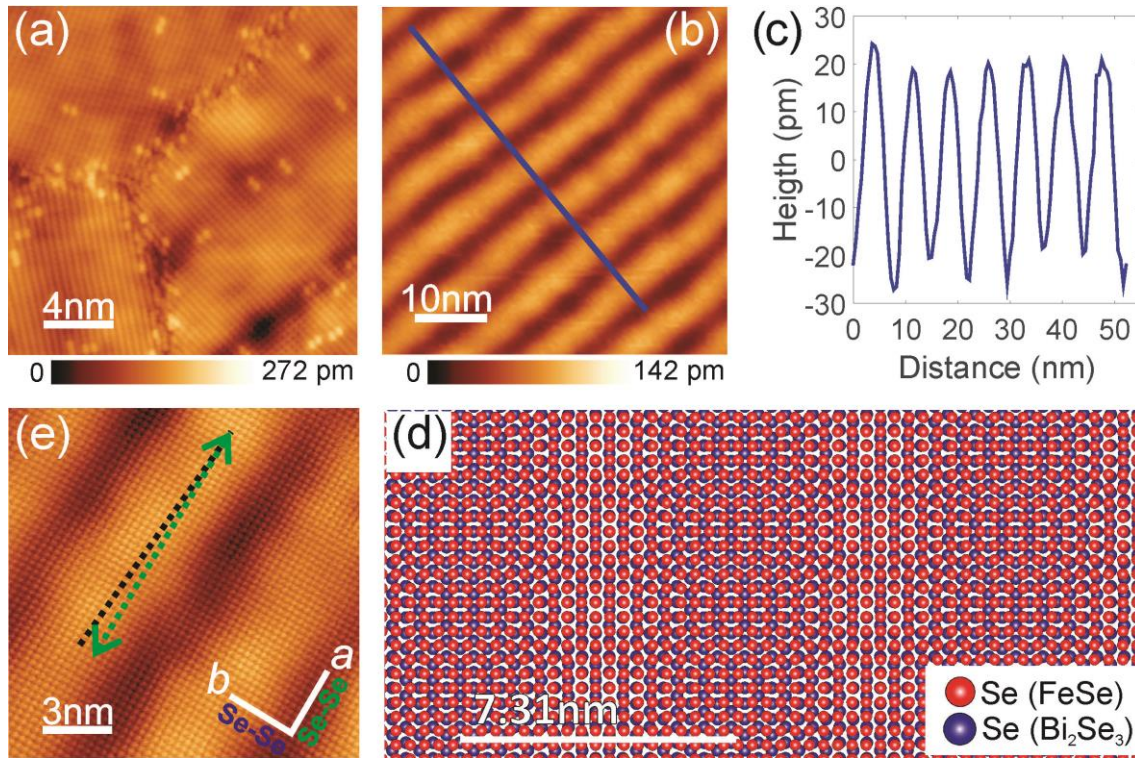 (a)
4nm
0 272 pm
(b)
10nm
0 142 pm
(c)
Heigth (pm)
30
20
10
0
-10
-20
-30
0 10 20 30 40 50
Distance (nm)
(e)
3nm
a
b
Se-Se
Se-Se
(d)
7.31nm
Se (FeSe)
Se (Bi₂Se₃)